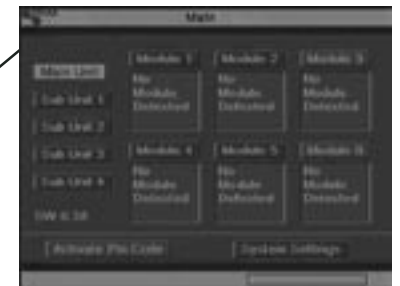 Main
Main Unit
Sub Unit 1
Sub Unit 2
Sub Unit 3
Sub Unit 4
Module 1
No
Module
Detected
Module 2
No
Module
Detected
Module 3
No
Module
Detected
Module 4
No
Module
Detected
Module 5
No
Module
Detected
Module 6
No
Module
Detected
Activate Pin Code
System Settings